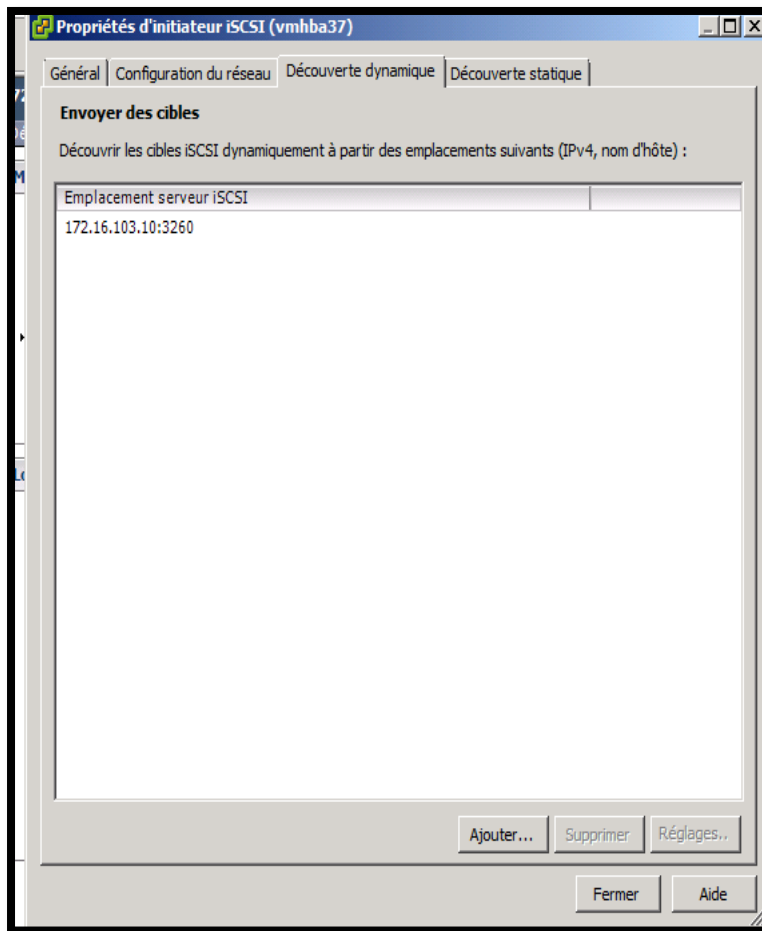 Propriétés d'initiateur iSCSI (vmhba37)
Général Configuration du réseau Découverte dynamique Découverte statique
Envoyer des cibles
Découvrir les cibles iSCSI dynamiquement à partir des emplacements suivants (IPv4, nom d'hôte) :
Emplacement serveur iSCSI
172.16.103.10:3260
Ajouter... Supprimer Réglages..
Fermer Aide